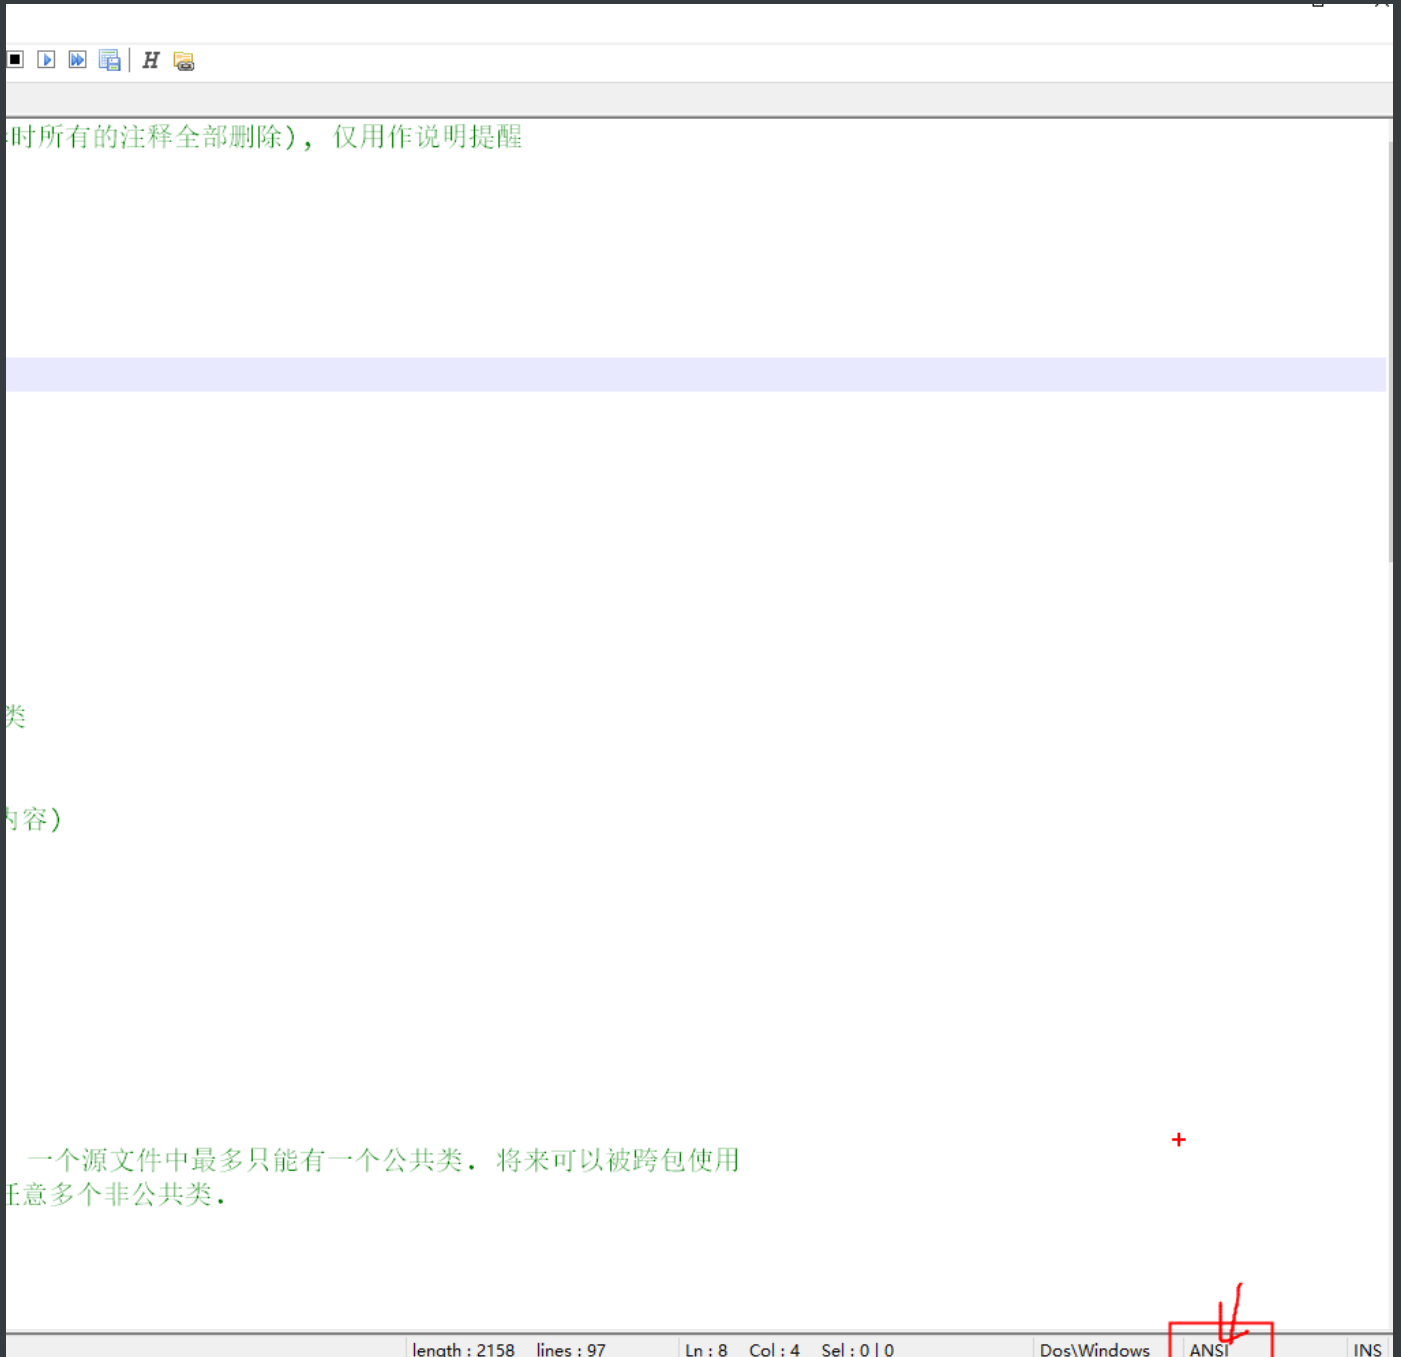 H
时所有的注释全部删除), 仅用作说明提醒
类
内容)
一个源文件中最多只能有一个公共类. 将来可以被跨包使用
任意多个非公共类.
length : 2158 lines : 97 Ln : 8 Col : 4 Sel : 0 | 0 Dos\Windows ANSI INS